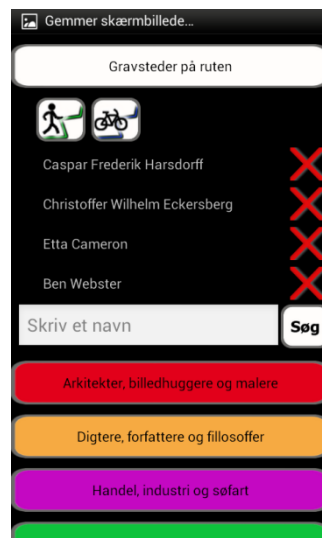 Gemmer skærmbillede...
Gravsteder på ruten
Caspar Frederik Harsdorff
Christoffer Wilhelm Eckersberg
Etta Cameron
Ben Webster
Skriv et navn
Søg
Arkitekter, billedhuggere og malere
Digtere, forfattere og fillosoffer
Handel, industri og søfart